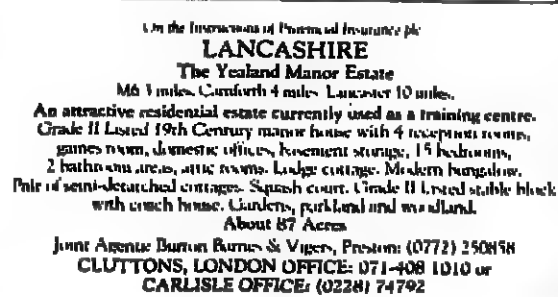 On the Instructions of Provincial Insurance plc
LANCASHIRE
The Yealand Manor Estate
M6 3 miles. Carnforth 4 miles. Lancaster 10 miles.
An attractive residential estate currently used as a training centre.
Grade II Listed 19th Century manor house with 4 reception rooms,
games room, domestic offices, basement storage, 15 bedrooms,
2 bathroom areas, attic rooms. Lodge cottage. Modern bungalow.
Pair of semi-detached cottages. Squash court. Grade II Listed stable block
with coach house. Gardens, parkland and woodland.
About 87 Acres
Joint Agents: Burton Barnes & Vigers, Preston: (0772) 250858
CLUTTONS, LONDON OFFICE: 071-408 1010 or
CARLISLE OFFICE: (0228) 74792